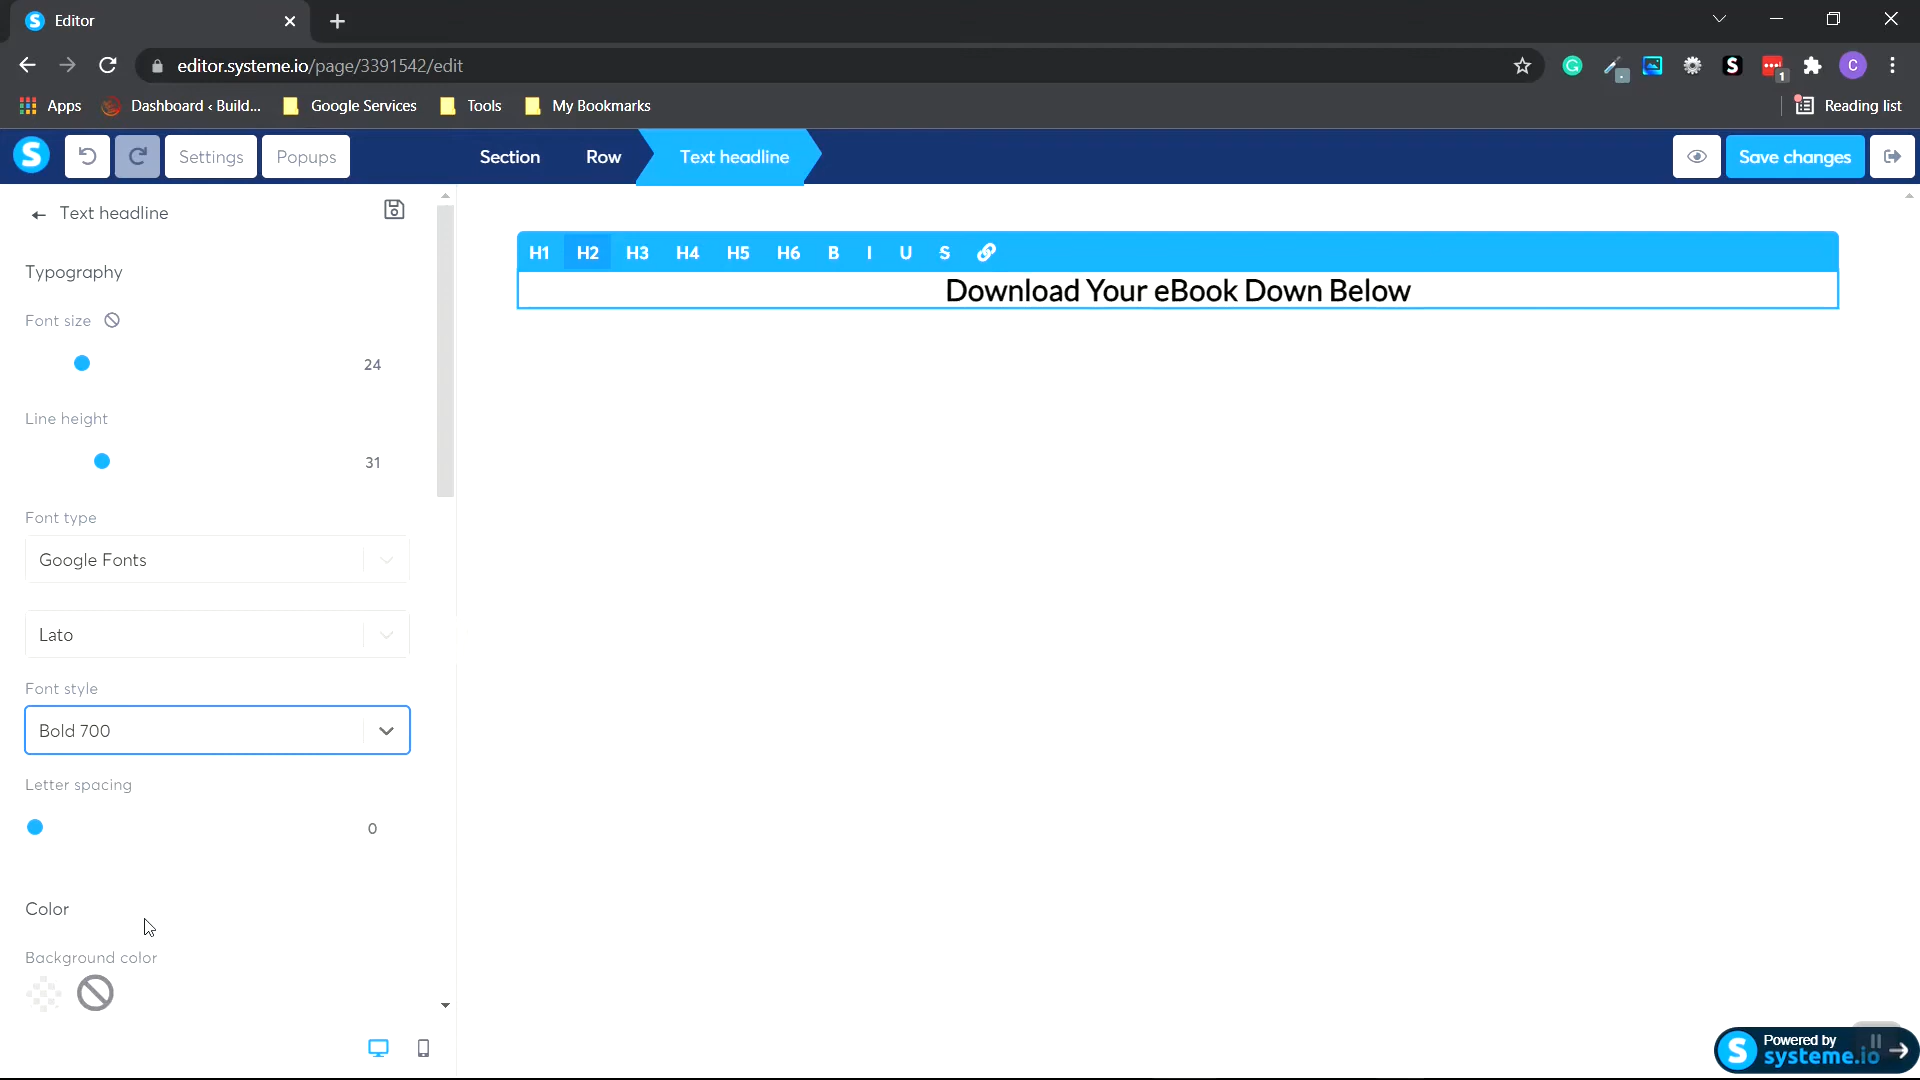 Editor
editor.systeme.io/page/3391542/edit
Apps
Dashboard ‹ Build...
Google Services
Tools
My Bookmarks
Reading list
Settings
Popups
Section
Row
Text headline
Save changes
Text headline
Typography
Font size
24
Line height
31
Font type
Google Fonts
Lato
Font style
Bold 700
Letter spacing
0
Color
Background color
H1 H2 H3 H4 H5 H6 B I U S
Download Your eBook Down Below
Powered by
systeme.io
S
C
1